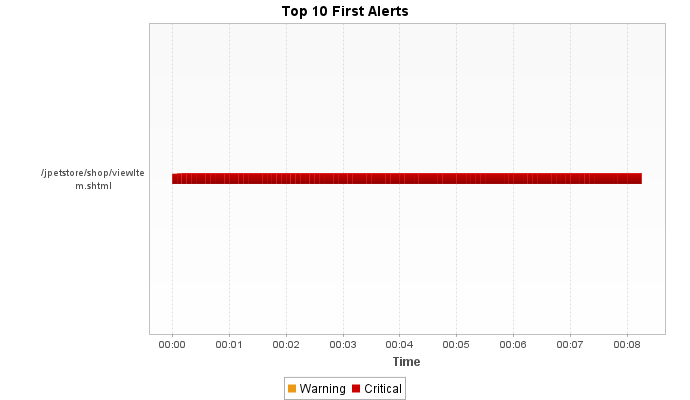 Top 10 First Alerts
/jpetstore/shop/viewIte
m.shtml
00:00 00:01 00:02 00:03 00:04 00:05 00:06 00:07 00:08
Time
Warning Critical